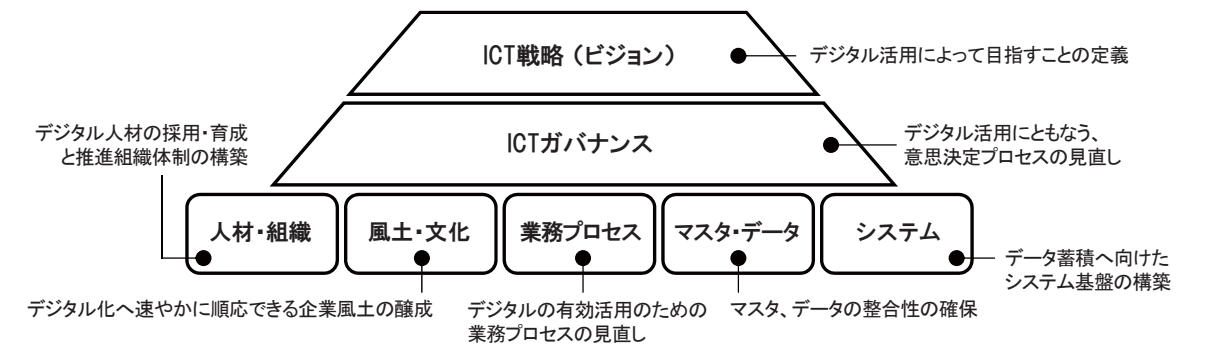 ICT戦略（ビジョン）
デジタル活用によって目指すことの定義
ICTガバナンス
デジタル活用にともなう、
意思決定プロセスの見直し
デジタル人材の採用・育成
と推進組織体制の構築
人材・組織
風土・文化
業務プロセス
マスタ・データ
システム
データ蓄積へ向けた
システム基盤の構築
デジタル化へ速やかに順応できる企業風土の醸成
デジタルの有効活用のための
業務プロセスの見直し
マスタ、データの整合性の確保